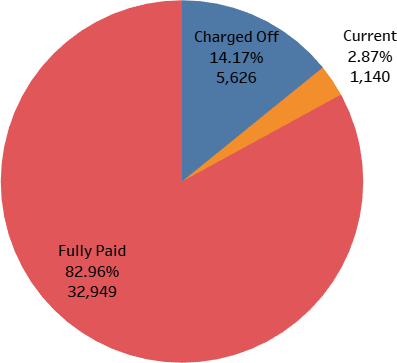 Charged Off
14.17%
5,626
Current
2.87%
1,140
Fully Paid
82.96%
32,949